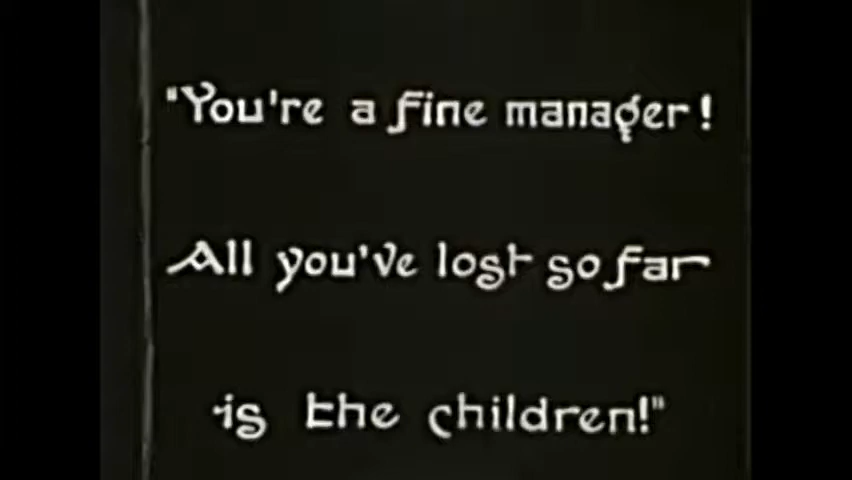 "You're a fine manager!
All you've lost so far
is the children!"